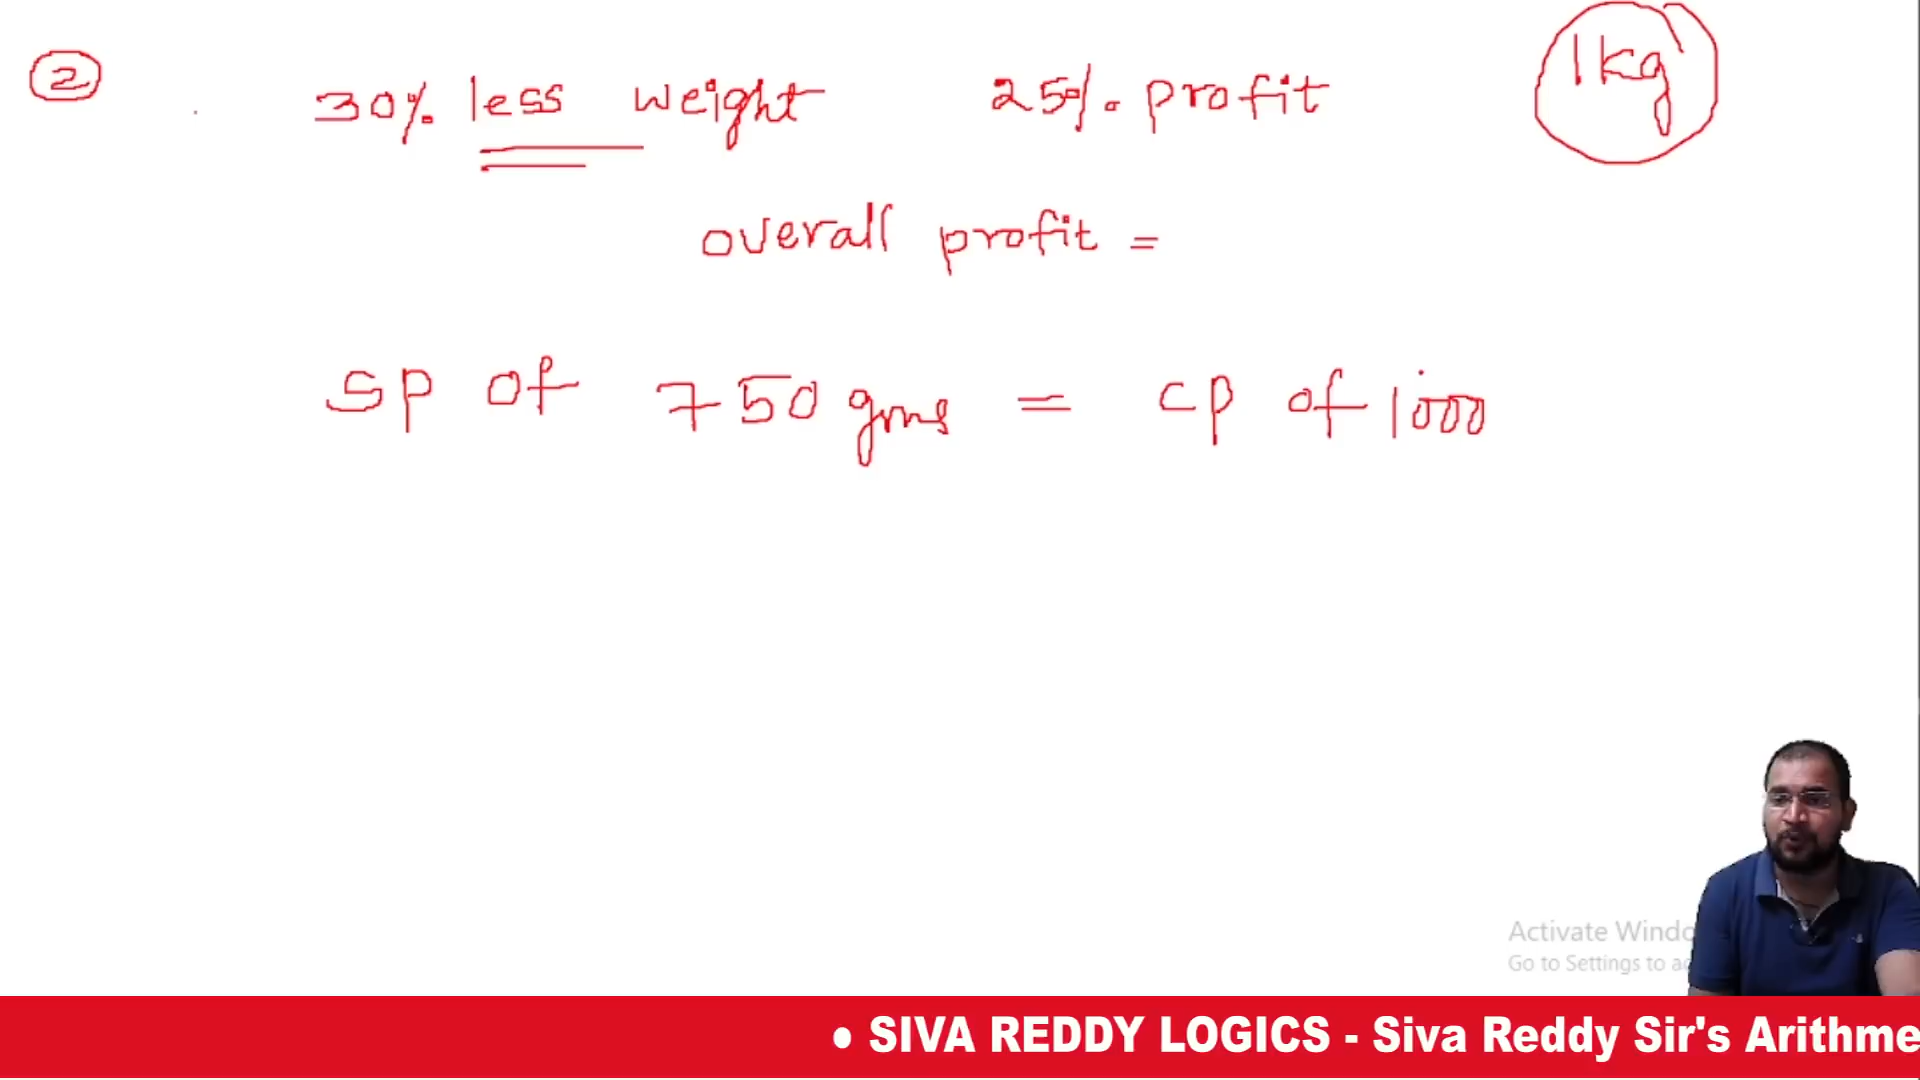 2
30% less weight 25%. profit 1kg
overall profit =
SP of 750 gms = CP of 1000
Activate Windo
Go to Settings to a
• SIVA REDDY LOGICS - Siva Reddy Sir's Arithme